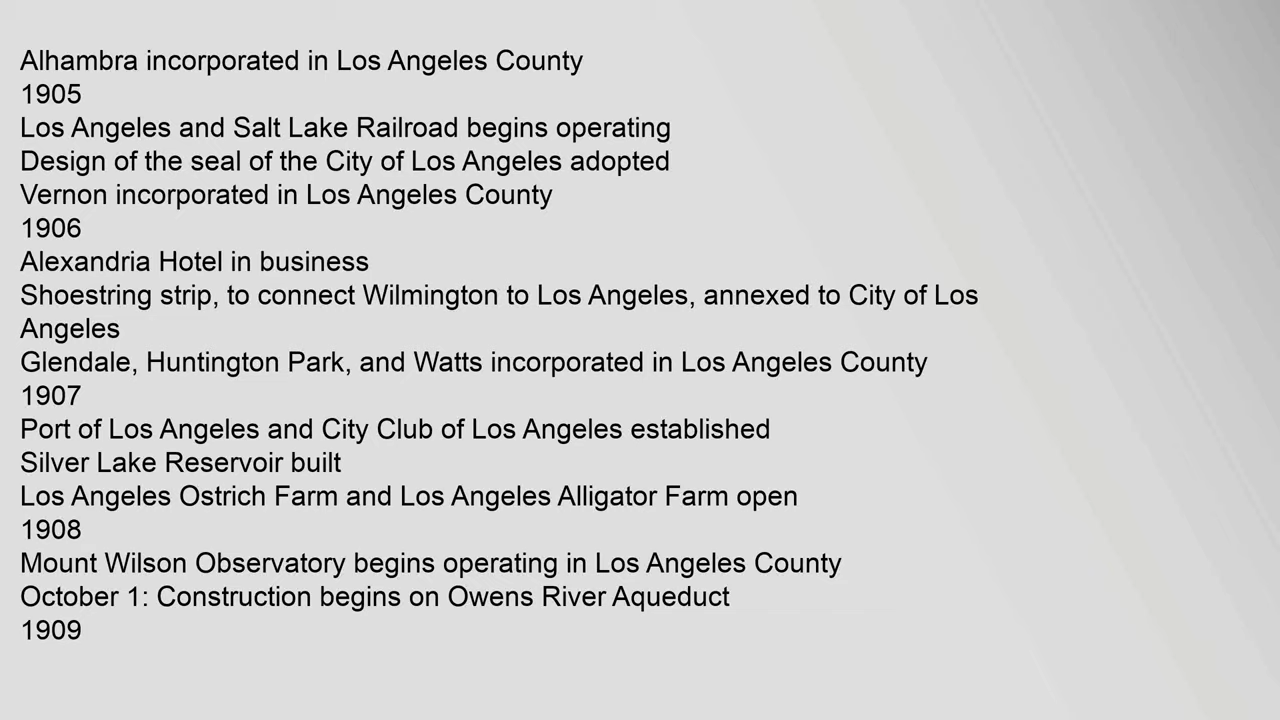 Alhambra incorporated in Los Angeles County
1905
Los Angeles and Salt Lake Railroad begins operating
Design of the seal of the City of Los Angeles adopted
Vernon incorporated in Los Angeles County
1906
Alexandria Hotel in business
Shoestring strip, to connect Wilmington to Los Angeles, annexed to City of Los
Angeles
Glendale, Huntington Park, and Watts incorporated in Los Angeles County
1907
Port of Los Angeles and City Club of Los Angeles established
Silver Lake Reservoir built
Los Angeles Ostrich Farm and Los Angeles Alligator Farm open
1908
Mount Wilson Observatory begins operating in Los Angeles County
October 1: Construction begins on Owens River Aqueduct
1909